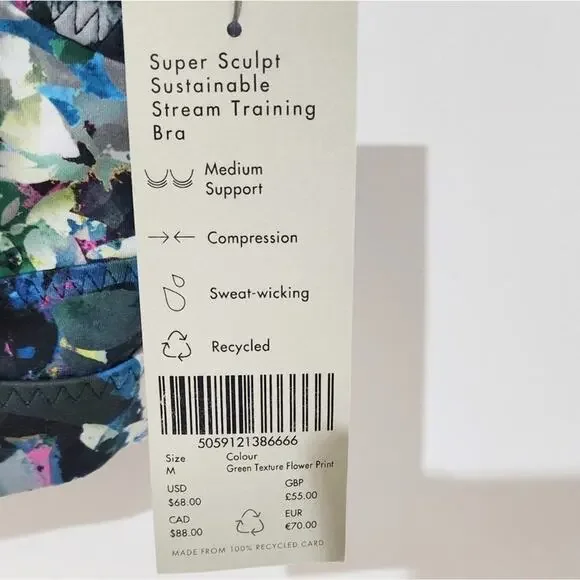 Super Sculpt
Sustainable
Stream Training
Bra
Medium
Support
Compression
Sweat-wicking
Recycled
5059121386666
Size Colour
M Green Texture Flower Print
USD GBP
$68.00 £55.00
CAD EUR
$88.00 €70.00
MADE FROM 100% RECYCLED CARD